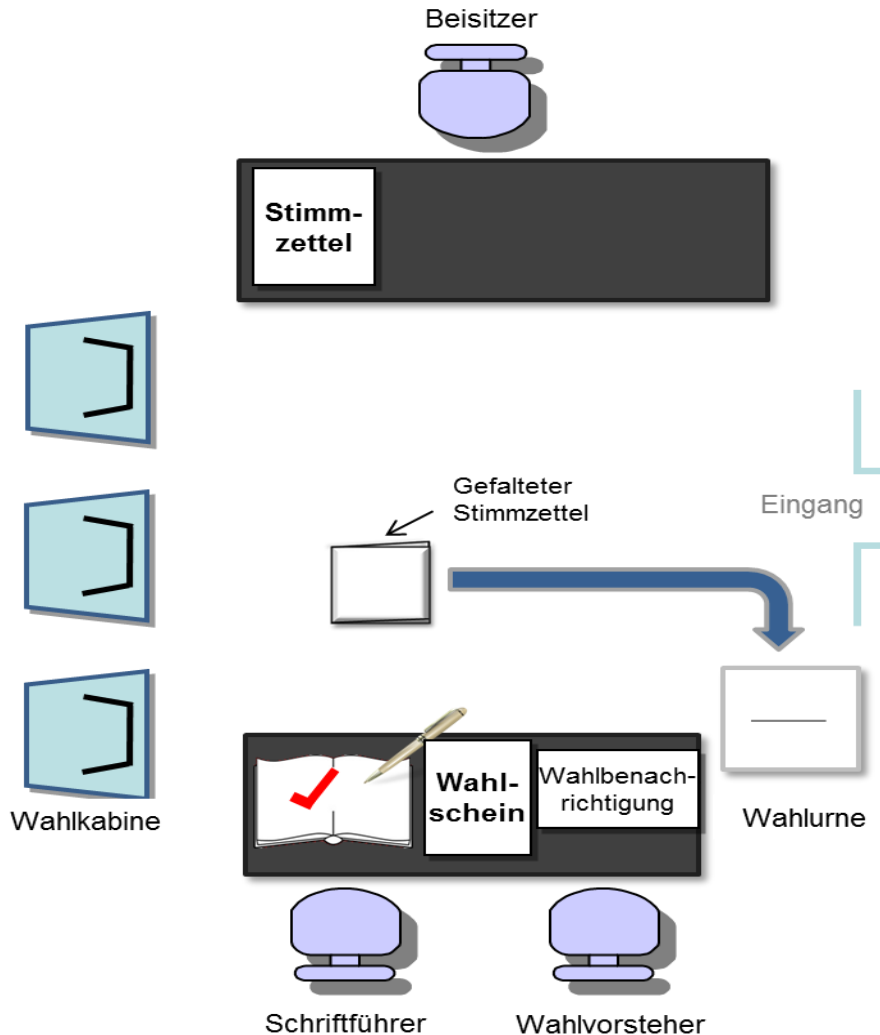 Beisitzer
Stimm-
zettel
Gefalteter
Stimmzettel
Eingang
Wahl-
schein
Wahlbenach-
richtigung
Wahlkabine
Wahlurne
Schriftführer
Wahlvorsteher